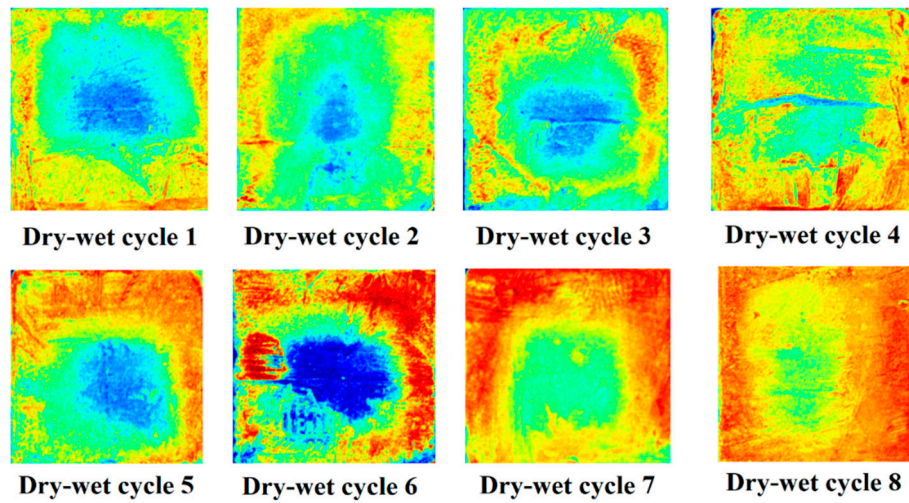 Dry-wet cycle 1
Dry-wet cycle 2
Dry-wet cycle 3
Dry-wet cycle 4
Dry-wet cycle 5
Dry-wet cycle 6
Dry-wet cycle 7
Dry-wet cycle 8